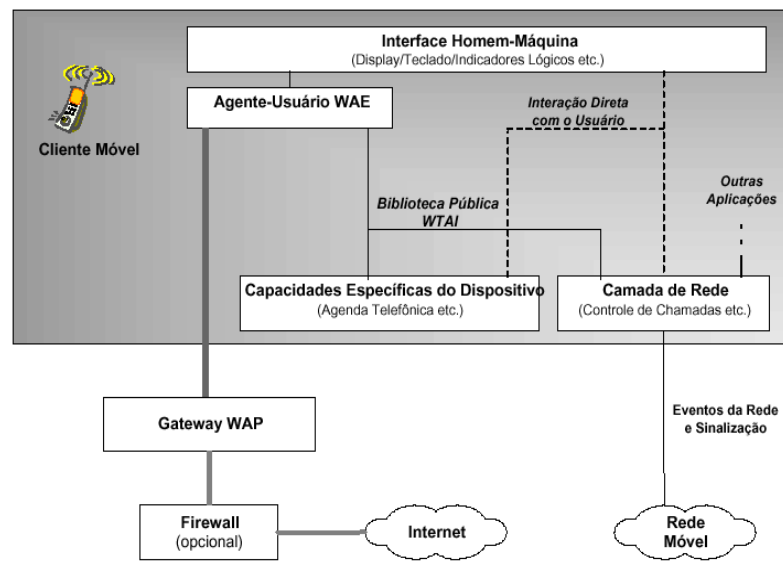 Interface Homem-Máquina
(Display/Teclado/Indicadores Lógicos etc.)
Agente-Usuário WAE
Interação Direta
com o Usuário
Cliente Móvel
Outras
Aplicações
Biblioteca Pública
WTAI
Capacidades Específicas do Dispositivo
(Agenda Telefônica etc.)
Camada de Rede
(Controle de Chamadas etc.)
Gateway WAP
Eventos da Rede
e Sinalização
Firewall
(opcional)
Internet
Rede
Móvel